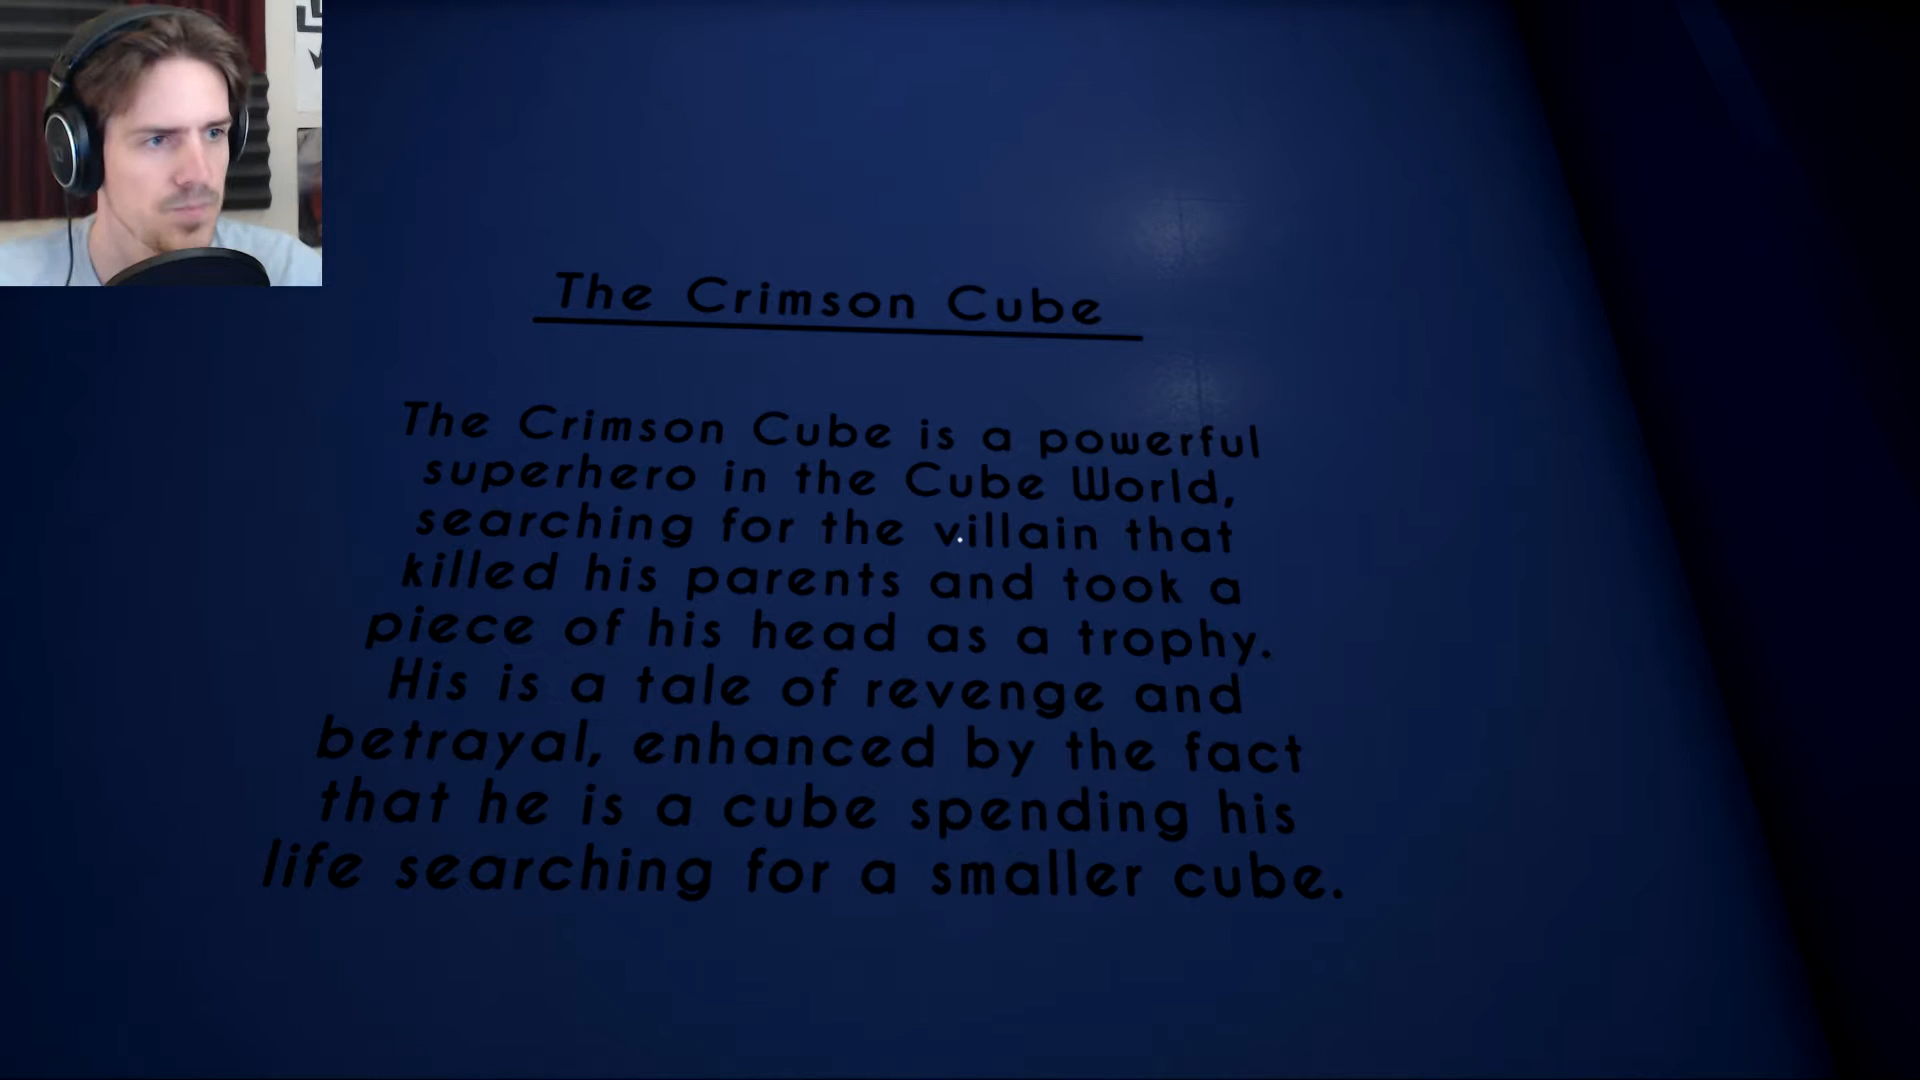 The Crimson Cube
The Crimson Cube is a powerful
superhero in the Cube World,
searching for the villain that
killed his parents and took a
piece of his head as a trophy.
His is a tale of revenge and
betrayal, enhanced by the fact
that he is a cube spending his
life searching for a smaller cube.